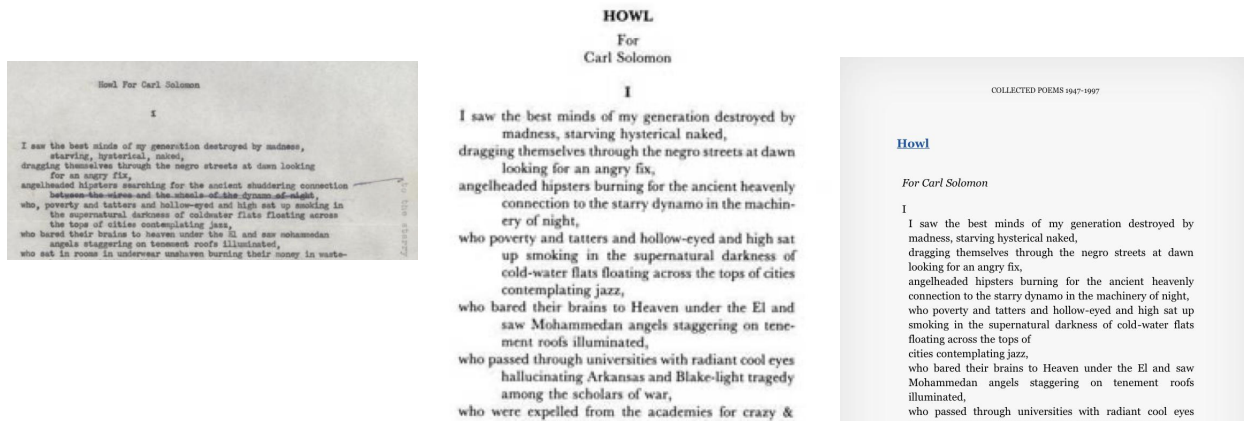 Howl For Carl Solomon
I
I saw the best minds of my generation destroyed by madness,
starving, hysterical, naked,
dragging themselves through the negro streets at dawn looking
for an angry fix,
angelheaded hipsters searching for the ancient shuddering connection
between the wires and the wheels of the dynamo of night,
who, poverty and tatters and hollow-eyed and high sat up smoking in
the supernatural darkness of coldwater flats floating across
the tops of cities contemplating jazz,
who bared their brains to heaven under the El and saw mohammedan
angels staggering on tenement roofs illuminated,
who sat in rooms in underwear unshaven burning their money in waste-
to the starry
HOWL
For
Carl Solomon
I
I saw the best minds of my generation destroyed by
madness, starving hysterical naked,
dragging themselves through the negro streets at dawn
looking for an angry fix,
angelheaded hipsters burning for the ancient heavenly
connection to the starry dynamo in the machin-
ery of night,
who poverty and tatters and hollow-eyed and high sat
up smoking in the supernatural darkness of
cold-water flats floating across the tops of cities
contemplating jazz,
who bared their brains to Heaven under the El and
saw Mohammedan angels staggering on tene-
ment roofs illuminated,
who passed through universities with radiant cool eyes
hallucinating Arkansas and Blake-light tragedy
among the scholars of war,
who were expelled from the academies for crazy &
COLLECTED POEMS 1947-1997
Howl
For Carl Solomon
I
I saw the best minds of my generation destroyed by
madness, starving hysterical naked,
dragging themselves through the negro streets at dawn
looking for an angry fix,
angelheaded hipsters burning for the ancient heavenly
connection to the starry dynamo in the machinery of night,
who poverty and tatters and hollow-eyed and high sat up
smoking in the supernatural darkness of cold-water flats
floating across the tops of
cities contemplating jazz,
who bared their brains to Heaven under the El and saw
Mohammedan angels staggering on tenement roofs
illuminated,
who passed through universities with radiant cool eyes